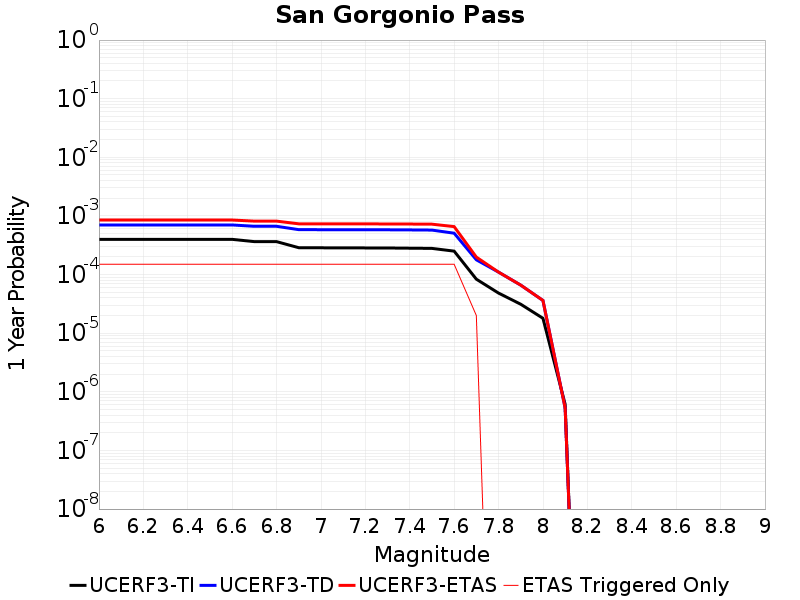 San Gorgonio Pass
10^0
10^-1
10^-2
10^-3
10^-4
10^-5
10^-6
10^-7
10^-8
1 Year Probability
6 6.2 6.4 6.6 6.8 7 7.2 7.4 7.6 7.8 8 8.2 8.4 8.6 8.8 9
Magnitude
UCERF3-TI UCERF3-TD UCERF3-ETAS ETAS Triggered Only